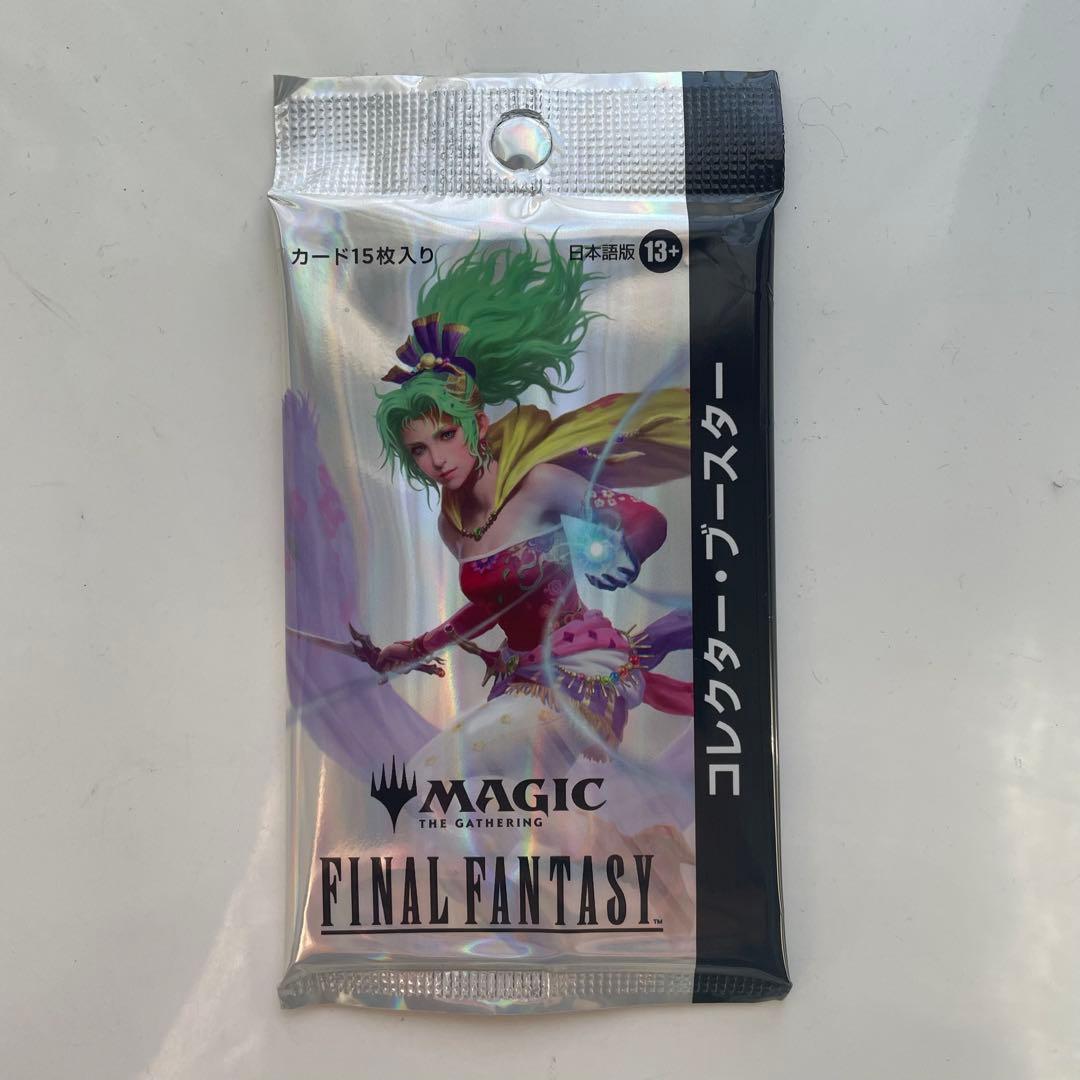 カード15枚入り
日本語版 13+
コレクター・ブースター
MAGIC
THE GATHERING
FINAL FANTASY™